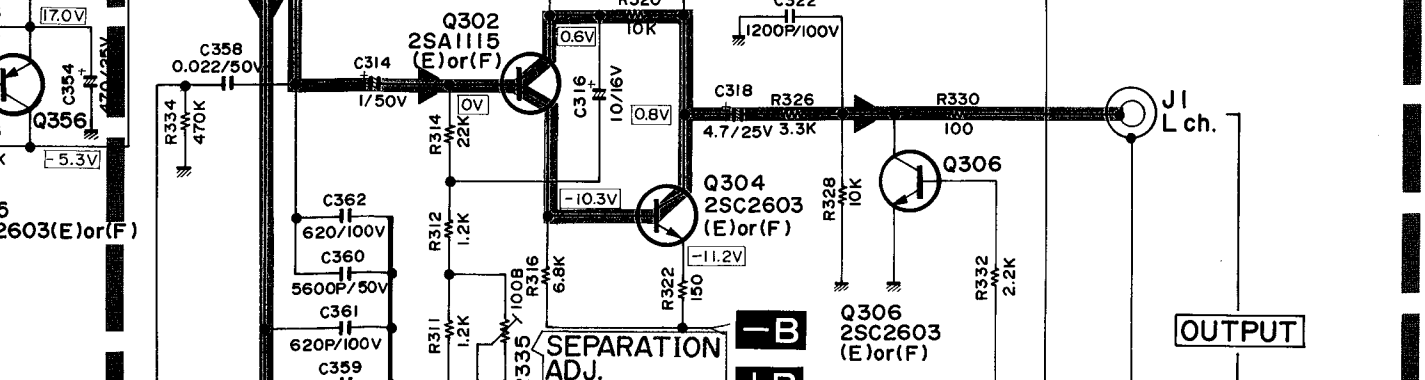 17.0V
C354
470/25V
Q356
-5.3V
2603(E)or(F)
C358
0.022/50V
R334
470K
C314
1/50V
Q302
2SA1115
(E)or(F)
0V
R314
22K
0.6V
10K
C316
10/16V
0.8V
1200P/100V
C318
4.7/25V
R326
3.3K
R330
100
J1
L ch.
Q306
Q304
2SC2603
(E)or(F)
-10.3V
-11.2V
R328
10K
R332
2.2K
C362
620/100V
C360
5600P/50V
C361
620P/100V
C359
R312
1.2K
R311
1.2K
100B
R316
6.8K
R322
150
SEPARATION
ADJ.
-B
Q306
2SC2603
(E)or(F)
OUTPUT